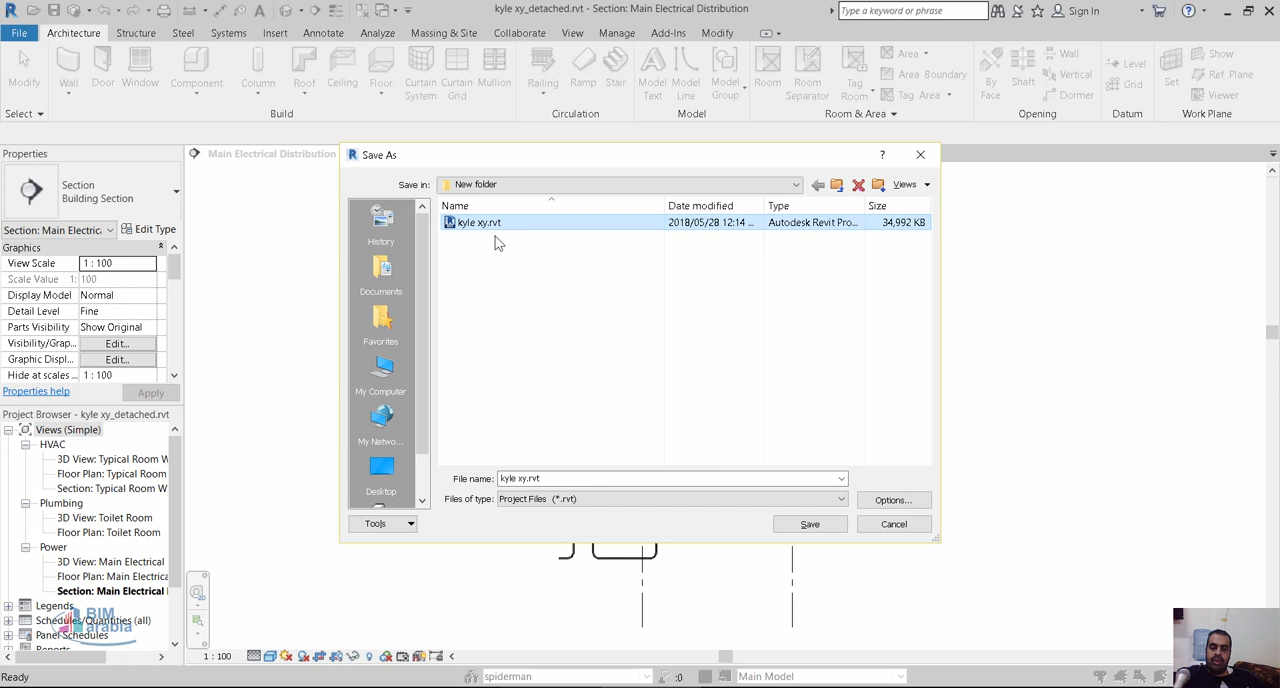 kyle xy_detached.rvt - Section: Main Electrical Distribution
Type a keyword or phrase
Sign In
File Architecture Structure Steel Systems Insert Annotate Analyze Massing & Site Collaborate View Manage Add-Ins Modify
Modify Wall Door Window Component Column Roof Ceiling Curtain System Floor Curtain Grid Mullion Railing Ramp Stair Model Text Model Line Model Group Room Room Separator Tag Room
Area
Area Boundary
Tag Area
By Face Shaft
Wall
Vertical
Dormer
Level
Grid
Set
Show
Ref Plane
Viewer
Select Build Circulation Model Room & Area Opening Datum Work Plane
Properties
Section
Building Section
Section: Main Electric
Edit Type
Graphics
View Scale 1 : 100
Scale Value 1: 100
Display Model Normal
Detail Level Fine
Parts Visibility Show Original
Visibility/Grap... Edit...
Graphic Displ... Edit...
Hide at scales ... 1 : 100
Properties help Apply
Project Browser - kyle xy_detached.rvt
Views (Simple)
HVAC
3D View: Typical Room W
Floor Plan: Typical Room
Section: Typical Room W
Plumbing
3D View: Toilet Room
Floor Plan: Toilet Room
Power
3D View: Main Electrical
Floor Plan: Main Electrica
Section: Main Electrical
Legends
Schedules/Quantities (all)
Panel Schedules
Reports
BIM
arabia
Main Electrical Distribution
Save As
?
Save in: New folder Views
Name Date modified Type Size
kyle xy.rvt 2018/05/28 12:14 ... Autodesk Revit Pro... 34,992 KB
History
Documents
Favorites
My Computer
My Netwo...
Desktop
File name: kyle xy.rvt
Files of type: Project Files (*.rvt) Options...
Tools Save Cancel
1 : 100
Ready
spiderman
:0
Main Model